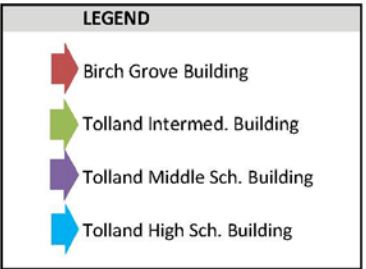 LEGEND
Birch Grove Building
Tolland Intermed. Building
Tolland Middle Sch. Building
Tolland High Sch. Building